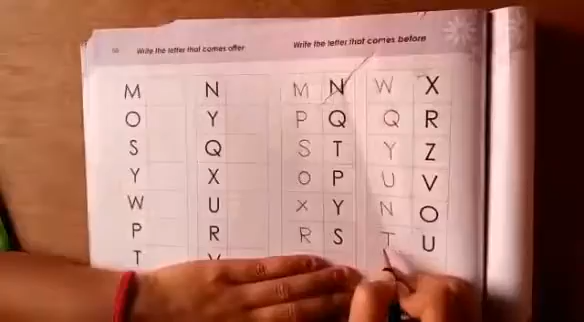 Write the letter that comes after Write the letter that comes before
M N M N W X
O Y P Q Q R
S Q S T Y Z
Y X O P U V
W U X Y N O
P R R S T U
T